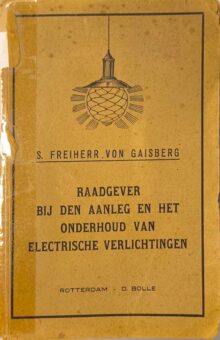 S. FREIHERR VON GAISBERG
RAADGEVER
BIJ DEN AANLEG EN HET
ONDERHOUD VAN
ELECTRISCHE VERLICHTINGEN
ROTTERDAM - D. BOLLE